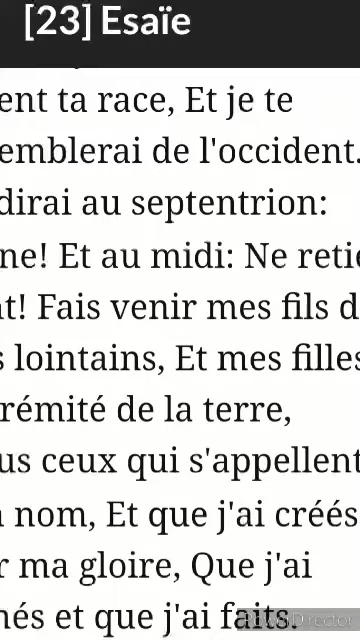 [23] Esaïe
ent ta race, Et je te
emblerai de l'occident.
dirai au septentrion:
ne! Et au midi: Ne retie
t! Fais venir mes fils d
s lointains, Et mes filles
rémité de la terre,
us ceux qui s'appellent
nom, Et que j'ai créés
r ma gloire, Que j'ai
nés et que j'ai faits.
PowerDirector